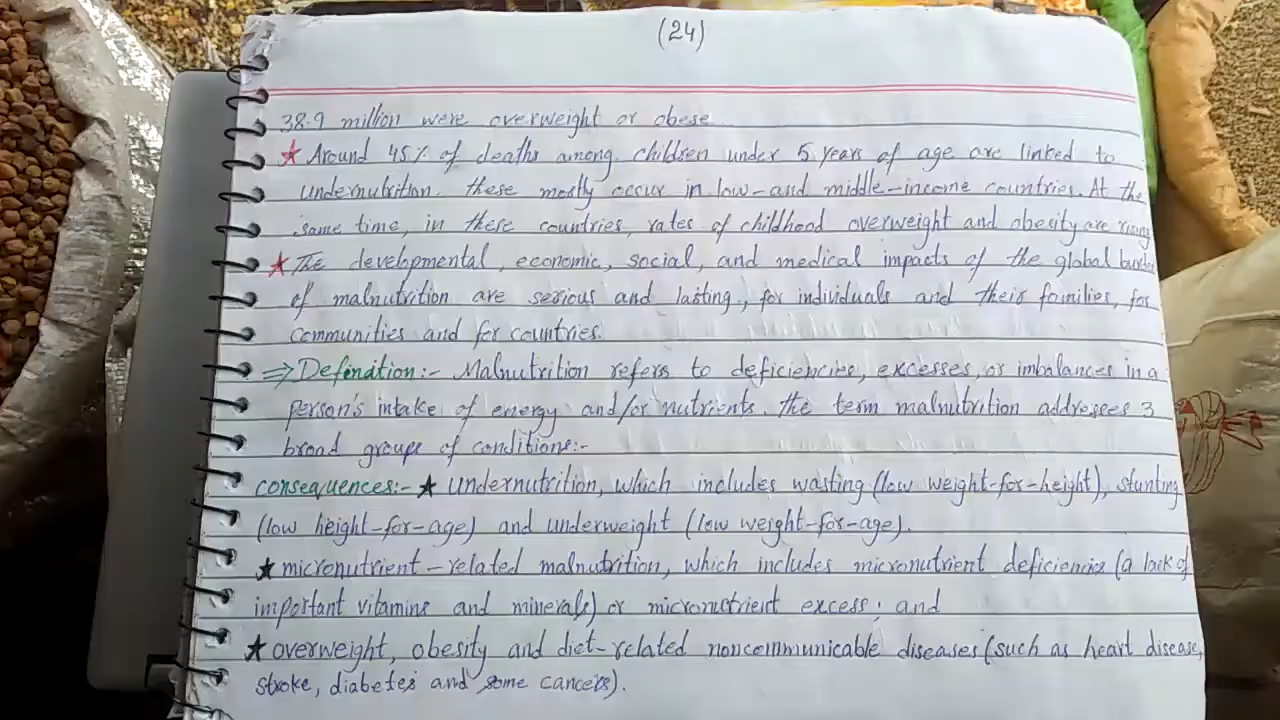 (24)
38.9 million were overweight or obese
★ Around 45% of deaths among children under 5 years of age are linked to
undernutrition. These mostly occur in low-and middle-income countries. At the
same time, in these countries, rates of childhood overweight and obesity are rising
★ The developmental, economic, social, and medical impacts of the global burden
of malnutrition are serious and lasting, for individuals and their families, for
communities and for countries.
⇒ Defination:- Malnutrition refers to deficiencies, excesses, or imbalances in a
person's intake of energy and/or nutrients. The term malnutrition addresses 3
broad groups of conditions:-
consequences:- ★ undernutrition, which includes wasting (low weight-for-height), stunting
(low height-for-age) and underweight (low weight-for-age).
★ micronutrient-related malnutrition, which includes micronutrient deficiencies (a lack of
important vitamins and minerals) or micronutrient excess; and
★ overweight, obesity and diet-related noncommunicable diseases (such as heart disease,
stroke, diabetes and some cancers).